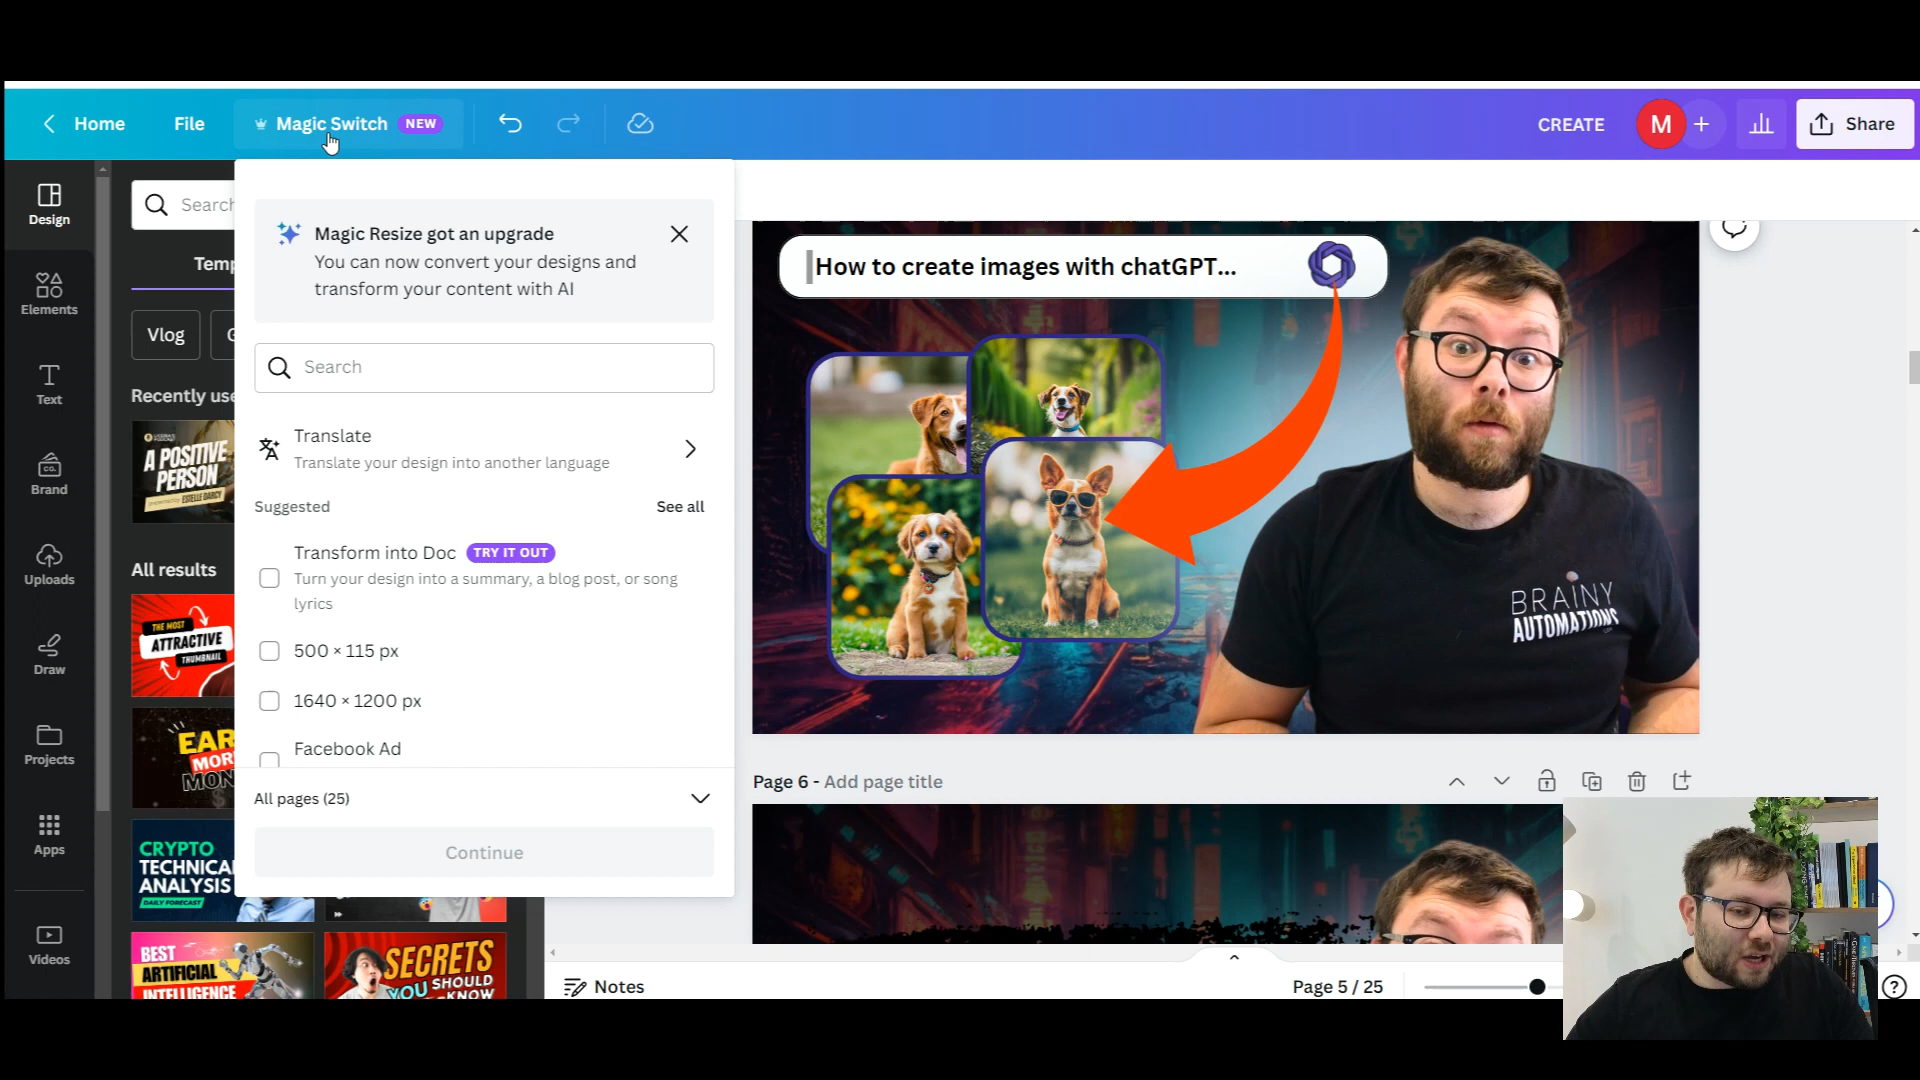 Home
File
Magic Switch NEW
CREATE
M
+
Share
Design
Elements
Text
Brand
CO.
Uploads
Draw
Projects
Apps
Videos
Search
Vlog
All results
A POSITIVE
PERSON
ESTELLE DARCY
THE MOST
ATTRACTIVE
THUMBNAIL
CRYPTO
TECHNICAL
ANALYSIS
DAILY FORECAST
BEST
ARTIFICIAL
INTELLIGENCE
SECRETS
YOU SHOULD
KNOW
Magic Resize got an upgrade
You can now convert your designs and
transform your content with AI
Search
Translate
Translate your design into another language
Suggested
See all
Transform into Doc TRY IT OUT
Turn your design into a summary, a blog post, or song
lyrics
500 × 115 px
1640 × 1200 px
Facebook Ad
All pages (25)
Continue
How to create images with chatGPT...
BRAINY
AUTOMATIONS
Page 6 - Add page title
Notes
Page 5 / 25
?